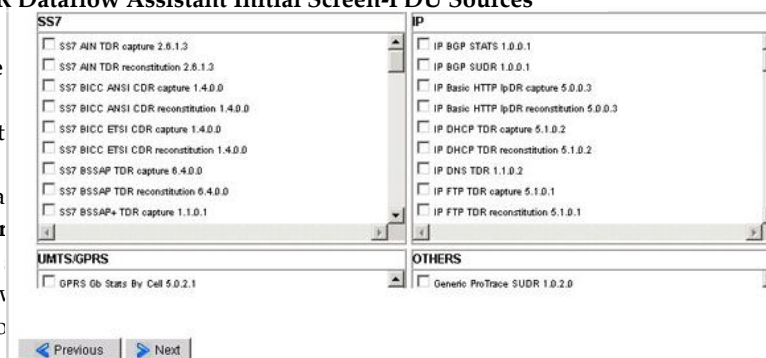 R Dataflow Assistant Initial Screen-PDU Sources
SS7
SS7 AIN TDR capture 2.6.1.3
SS7 AIN TDR reconstitution 2.6.1.3
SS7 BICC ANSI CDR capture 1.4.0.0
SS7 BICC ANSI CDR reconstitution 1.4.0.0
SS7 BICC ETSI CDR capture 1.4.0.0
SS7 BICC ETSI CDR reconstitution 1.4.0.0
SS7 BSSAP TDR capture 6.4.0.0
SS7 BSSAP TDR reconstitution 6.4.0.0
SS7 BSSAP+ TDR capture 1.1.0.1
IP
IP BGP STATS 1.0.0.1
IP BGP SUDR 1.0.0.1
IP Basic HTTP IpDR capture 5.0.0.3
IP Basic HTTP IpDR reconstitution 5.0.0.3
IP DHCP TDR capture 5.1.0.2
IP DHCP TDR reconstitution 5.1.0.2
IP DNS TDR 1.1.0.2
IP FTP TDR capture 5.1.0.1
IP FTP TDR reconstitution 5.1.0.1
UMTS/GPRS
GPRS Gb Stats By Cell 5.0.2.1
OTHERS
Generic ProTrace SUDR 1.0.2.0
Previous
Next